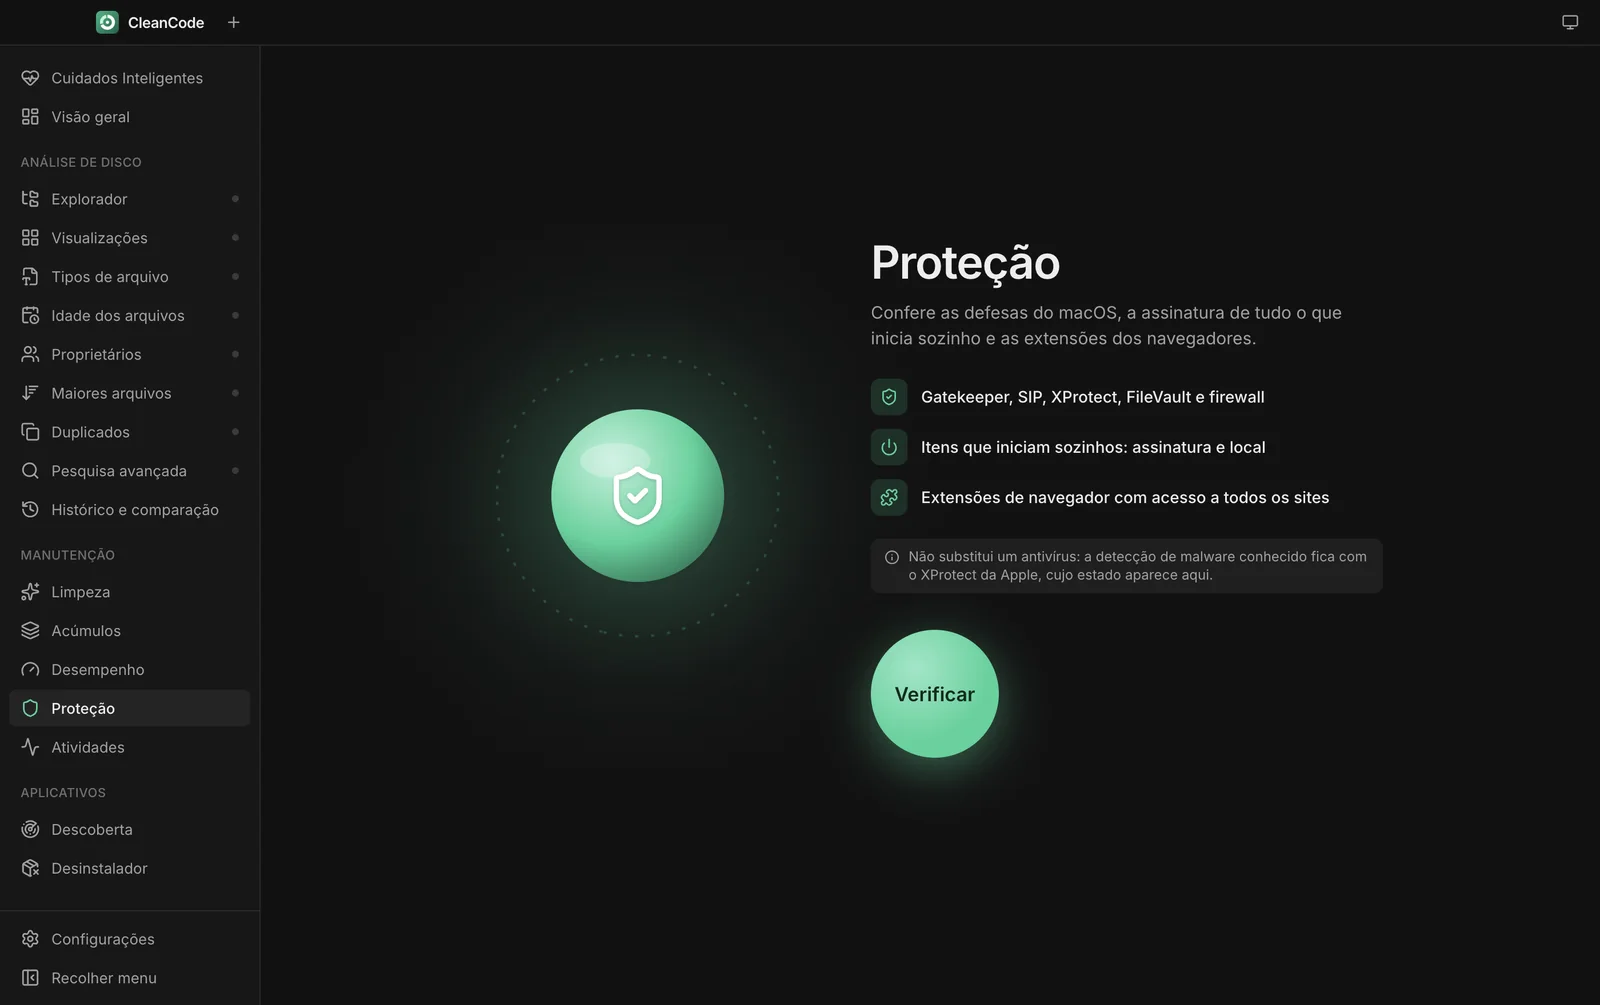 CleanCode
Cuidados Inteligentes
Visão geral
ANÁLISE DE DISCO
Explorador
Visualizações
Tipos de arquivo
Idade dos arquivos
Proprietários
Maiores arquivos
Duplicados
Pesquisa avançada
Histórico e comparação
MANUTENÇÃO
Limpeza
Acúmulos
Desempenho
Proteção
Atividades
APLICATIVOS
Descoberta
Desinstalador
Configurações
Recolher menu
Proteção
Confere as defesas do macOS, a assinatura de tudo o que
inicia sozinho e as extensões dos navegadores.
Gatekeeper, SIP, XProtect, FileVault e firewall
Itens que iniciam sozinhos: assinatura e local
Extensões de navegador com acesso a todos os sites
Não substitui um antivírus: a detecção de malware conhecido fica com
o XProtect da Apple, cujo estado aparece aqui.
Verificar